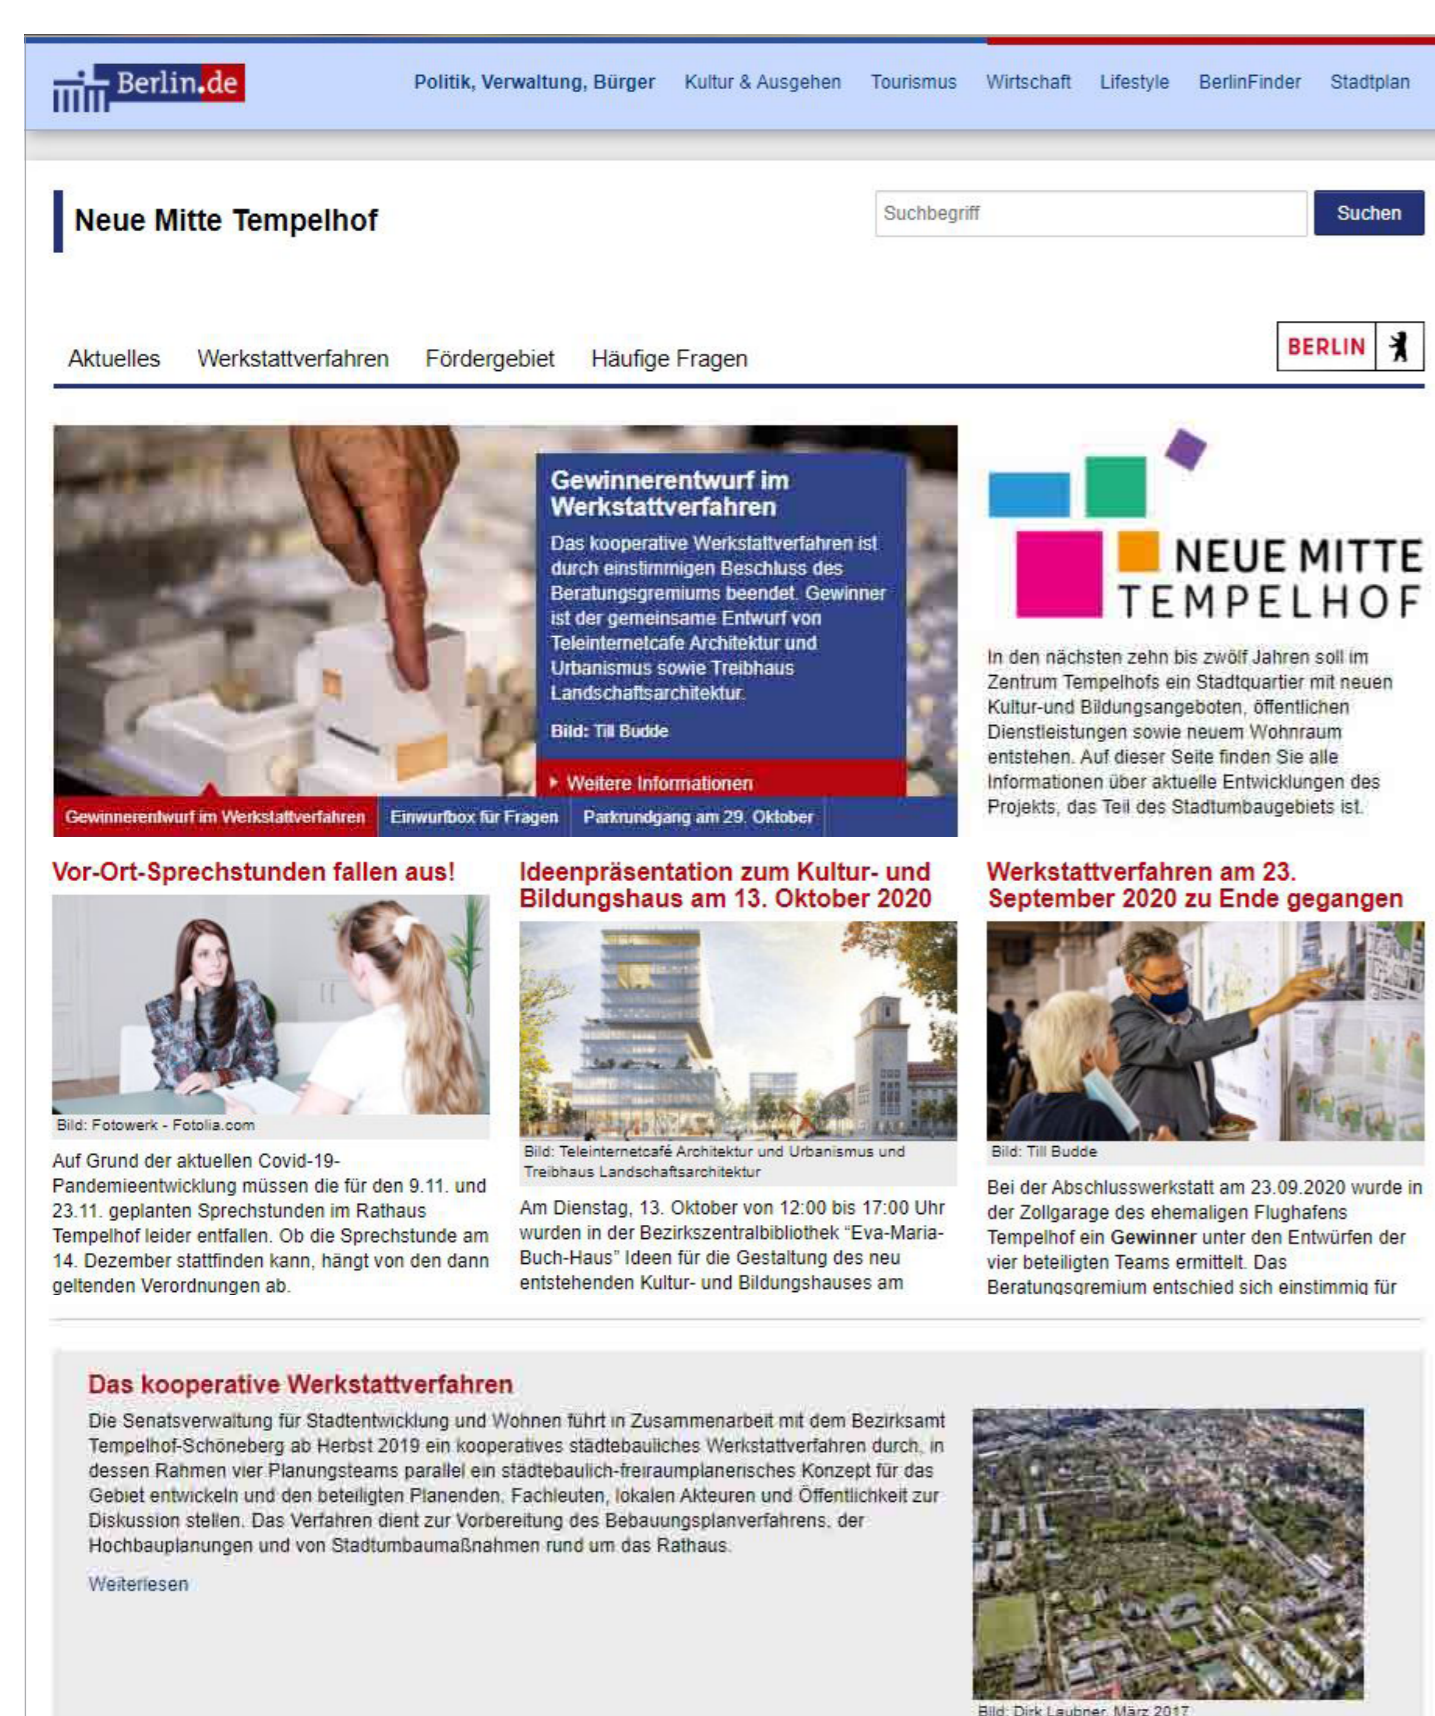 Berlin.de
Politik, Verwaltung, Bürger Kultur & Ausgehen Tourismus Wirtschaft Lifestyle BerlinFinder Stadtplan
Neue Mitte Tempelhof
Suchbegriff
Suchen
Aktuelles Werkstattverfahren Fördergebiet Häufige Fragen
BERLIN
Gewinnerentwurf im
Werkstattverfahren
Das kooperative Werkstattverfahren ist
durch einstimmigen Beschluss des
Beratungsgremiums beendet. Gewinner
ist der gemeinsame Entwurf von
Teleinternetcafe Architektur und
Urbanismus sowie Treibhaus
Landschaftsarchitektur.
Bild: Till Budde
Weitere Informationen
Gewinnerentwurf im Werkstattverfahren Einwurfbox für Fragen Parkrundgang am 29. Oktober
NEUE MITTE
TEMPELHOF
In den nächsten zehn bis zwölf Jahren soll im
Zentrum Tempelhofs ein Stadtquartier mit neuen
Kultur-und Bildungsangeboten, öffentlichen
Dienstleistungen sowie neuem Wohnraum
entstehen. Auf dieser Seite finden Sie alle
Informationen über aktuelle Entwicklungen des
Projekts, das Teil des Stadtumbaugebiets ist.
Vor-Ort-Sprechstunden fallen aus!
Bild: Fotowerk - Fotolia.com
Auf Grund der aktuellen Covid-19-
Pandemieentwicklung müssen die für den 9.11. und
23.11. geplanten Sprechstunden im Rathaus
Tempelhof leider entfallen. Ob die Sprechstunde am
14. Dezember stattfinden kann, hängt von den dann
geltenden Verordnungen ab.
Ideenpräsentation zum Kultur- und
Bildungshaus am 13. Oktober 2020
Bild: Teleinternetcafé Architektur und Urbanismus und
Treibhaus Landschaftsarchitektur
Am Dienstag, 13. Oktober von 12:00 bis 17:00 Uhr
wurden in der Bezirkszentralbibliothek “Eva-Maria-
Buch-Haus” Ideen für die Gestaltung des neu
entstehenden Kultur- und Bildungshauses am
Werkstattverfahren am 23.
September 2020 zu Ende gegangen
Bild: Till Budde
Bei der Abschlusswerkstatt am 23.09.2020 wurde in
der Zollgarage des ehemaligen Flughafens
Tempelhof ein Gewinner unter den Entwürfen der
vier beteiligten Teams ermittelt. Das
Beratungsgremium entschied sich einstimmig für
Das kooperative Werkstattverfahren
Die Senatsverwaltung für Stadtentwicklung und Wohnen führt in Zusammenarbeit mit dem Bezirksamt
Tempelhof-Schöneberg ab Herbst 2019 ein kooperatives städtebauliches Werkstattverfahren durch, in
dessen Rahmen vier Planungsteams parallel ein städtebaulich-freiraumplanerisches Konzept für das
Gebiet entwickeln und den beteiligten Planenden, Fachleuten, lokalen Akteuren und Öffentlichkeit zur
Diskussion stellen. Das Verfahren dient zur Vorbereitung des Bebauungsplanverfahrens, der
Hochbauplanungen und von Stadtumbaumaßnahmen rund um das Rathaus.
Weiterlesen
Bild: Dirk Laubner, März 2017